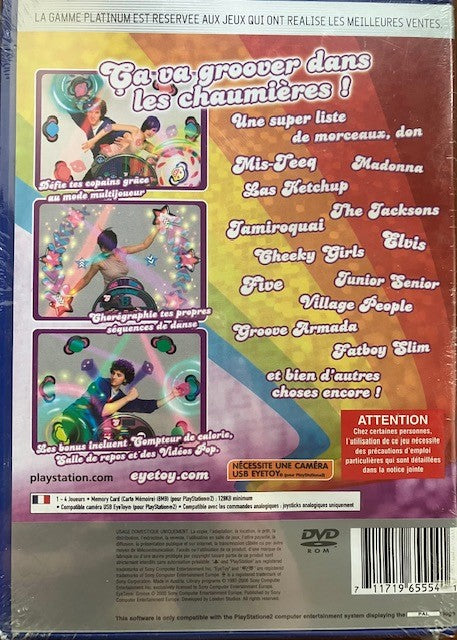 LA GAMME PLATINUM EST RESERVEE AUX JEUX QUI ONT REALISE LES MEILLEURES VENTES.
Ça va groover dans
les chaumières !
Une super liste
de morceaux, don
Mis-Teeq
Madonna
Las Ketchup
The Jacksons
Jamiroquai
Elvis
Cheeky Girls
Five
Junior Senior
Village People
Groove Armada
Fatboy Slim
et bien d'autres
choses encore !
Défie tes copains grâce
au mode multijoueur
Chorégraphie tes propres
séquences de danse
Les bonus incluent Compteur de calorie,
Salle de repos et des Vidéos Pop.
ATTENTION
Chez certaines personnes,
l'utilisation de ce jeu nécessite
des précautions d'emploi
particulières qui sont détaillées
dans la notice jointe
playstation.com
eyetoy.com
NÉCESSITE UNE CAMÉRA
USB EYETOY
1 - 4 Joueurs • Memory Card (Carte Mémoire) (8MB) (pour PlayStation®2) : 128KB minimum
• Compatible caméra USB EyeToy® (pour PlayStation®2) • Compatible avec les commandes analogiques : joysticks analogiques uniquement
DVD
ROM
7 11719 65554
This software is only compatible with the PlayStation®2 computer entertainment system displaying the
PAL